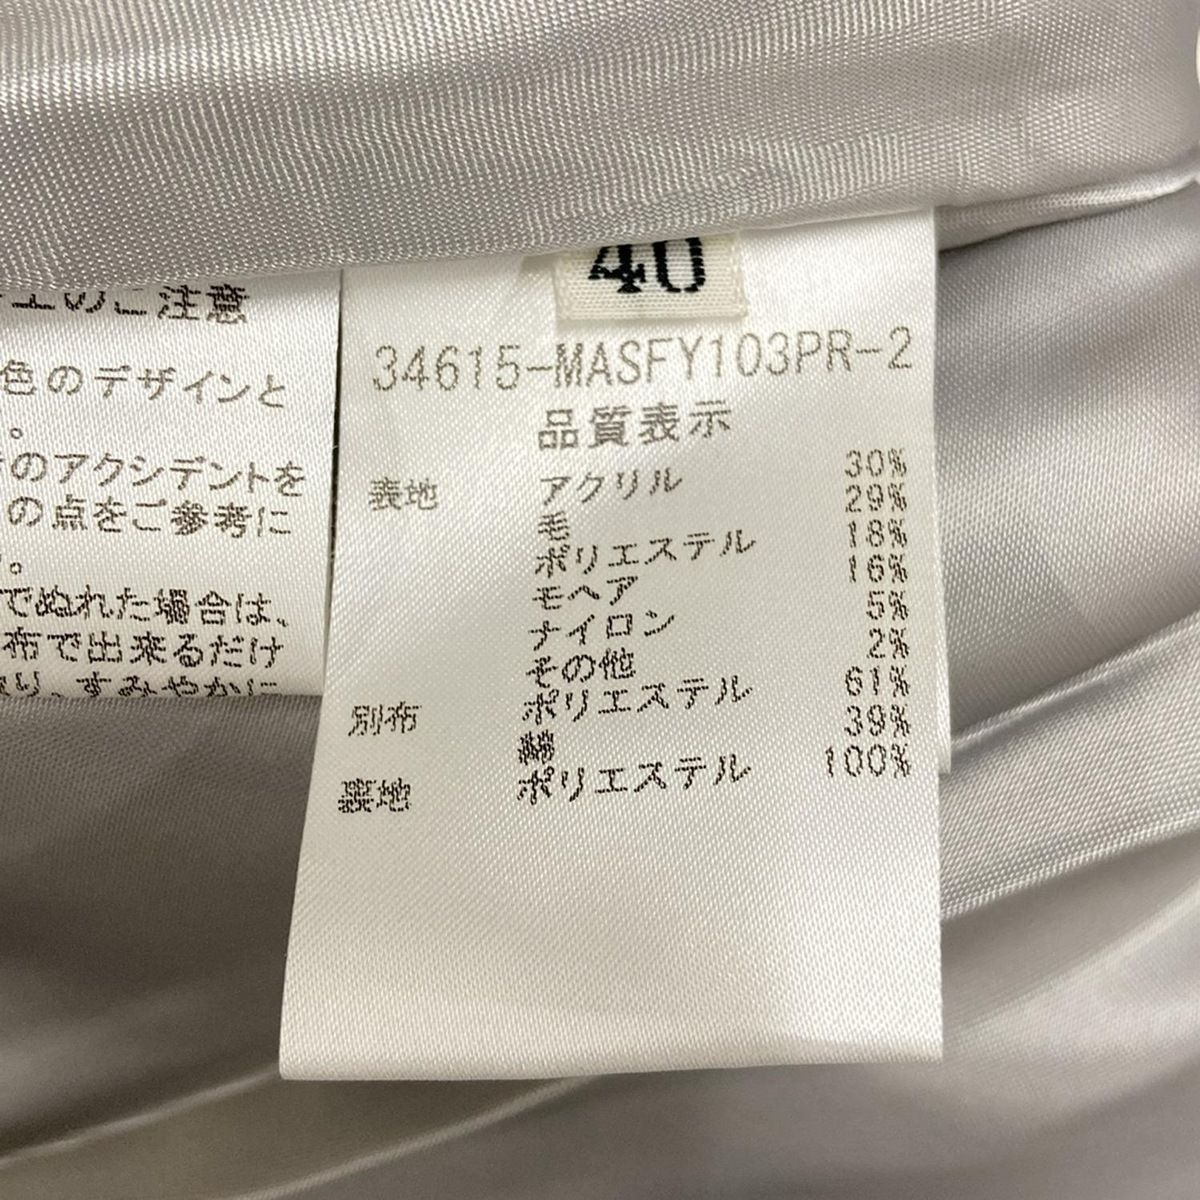 40
34615-MASFY103PR-2
品質表示
表地 アクリル 30%
毛 29%
ポリエステル 18%
モヘア 16%
ナイロン 5%
その他 2%
別布 ポリエステル 61%
綿 39%
裏地 ポリエステル 100%
のご注意
色のデザインと
。
のアクシデントを
の点をご参考に
。
でぬれた場合は、
布で出来るだけ
り、すみやかに